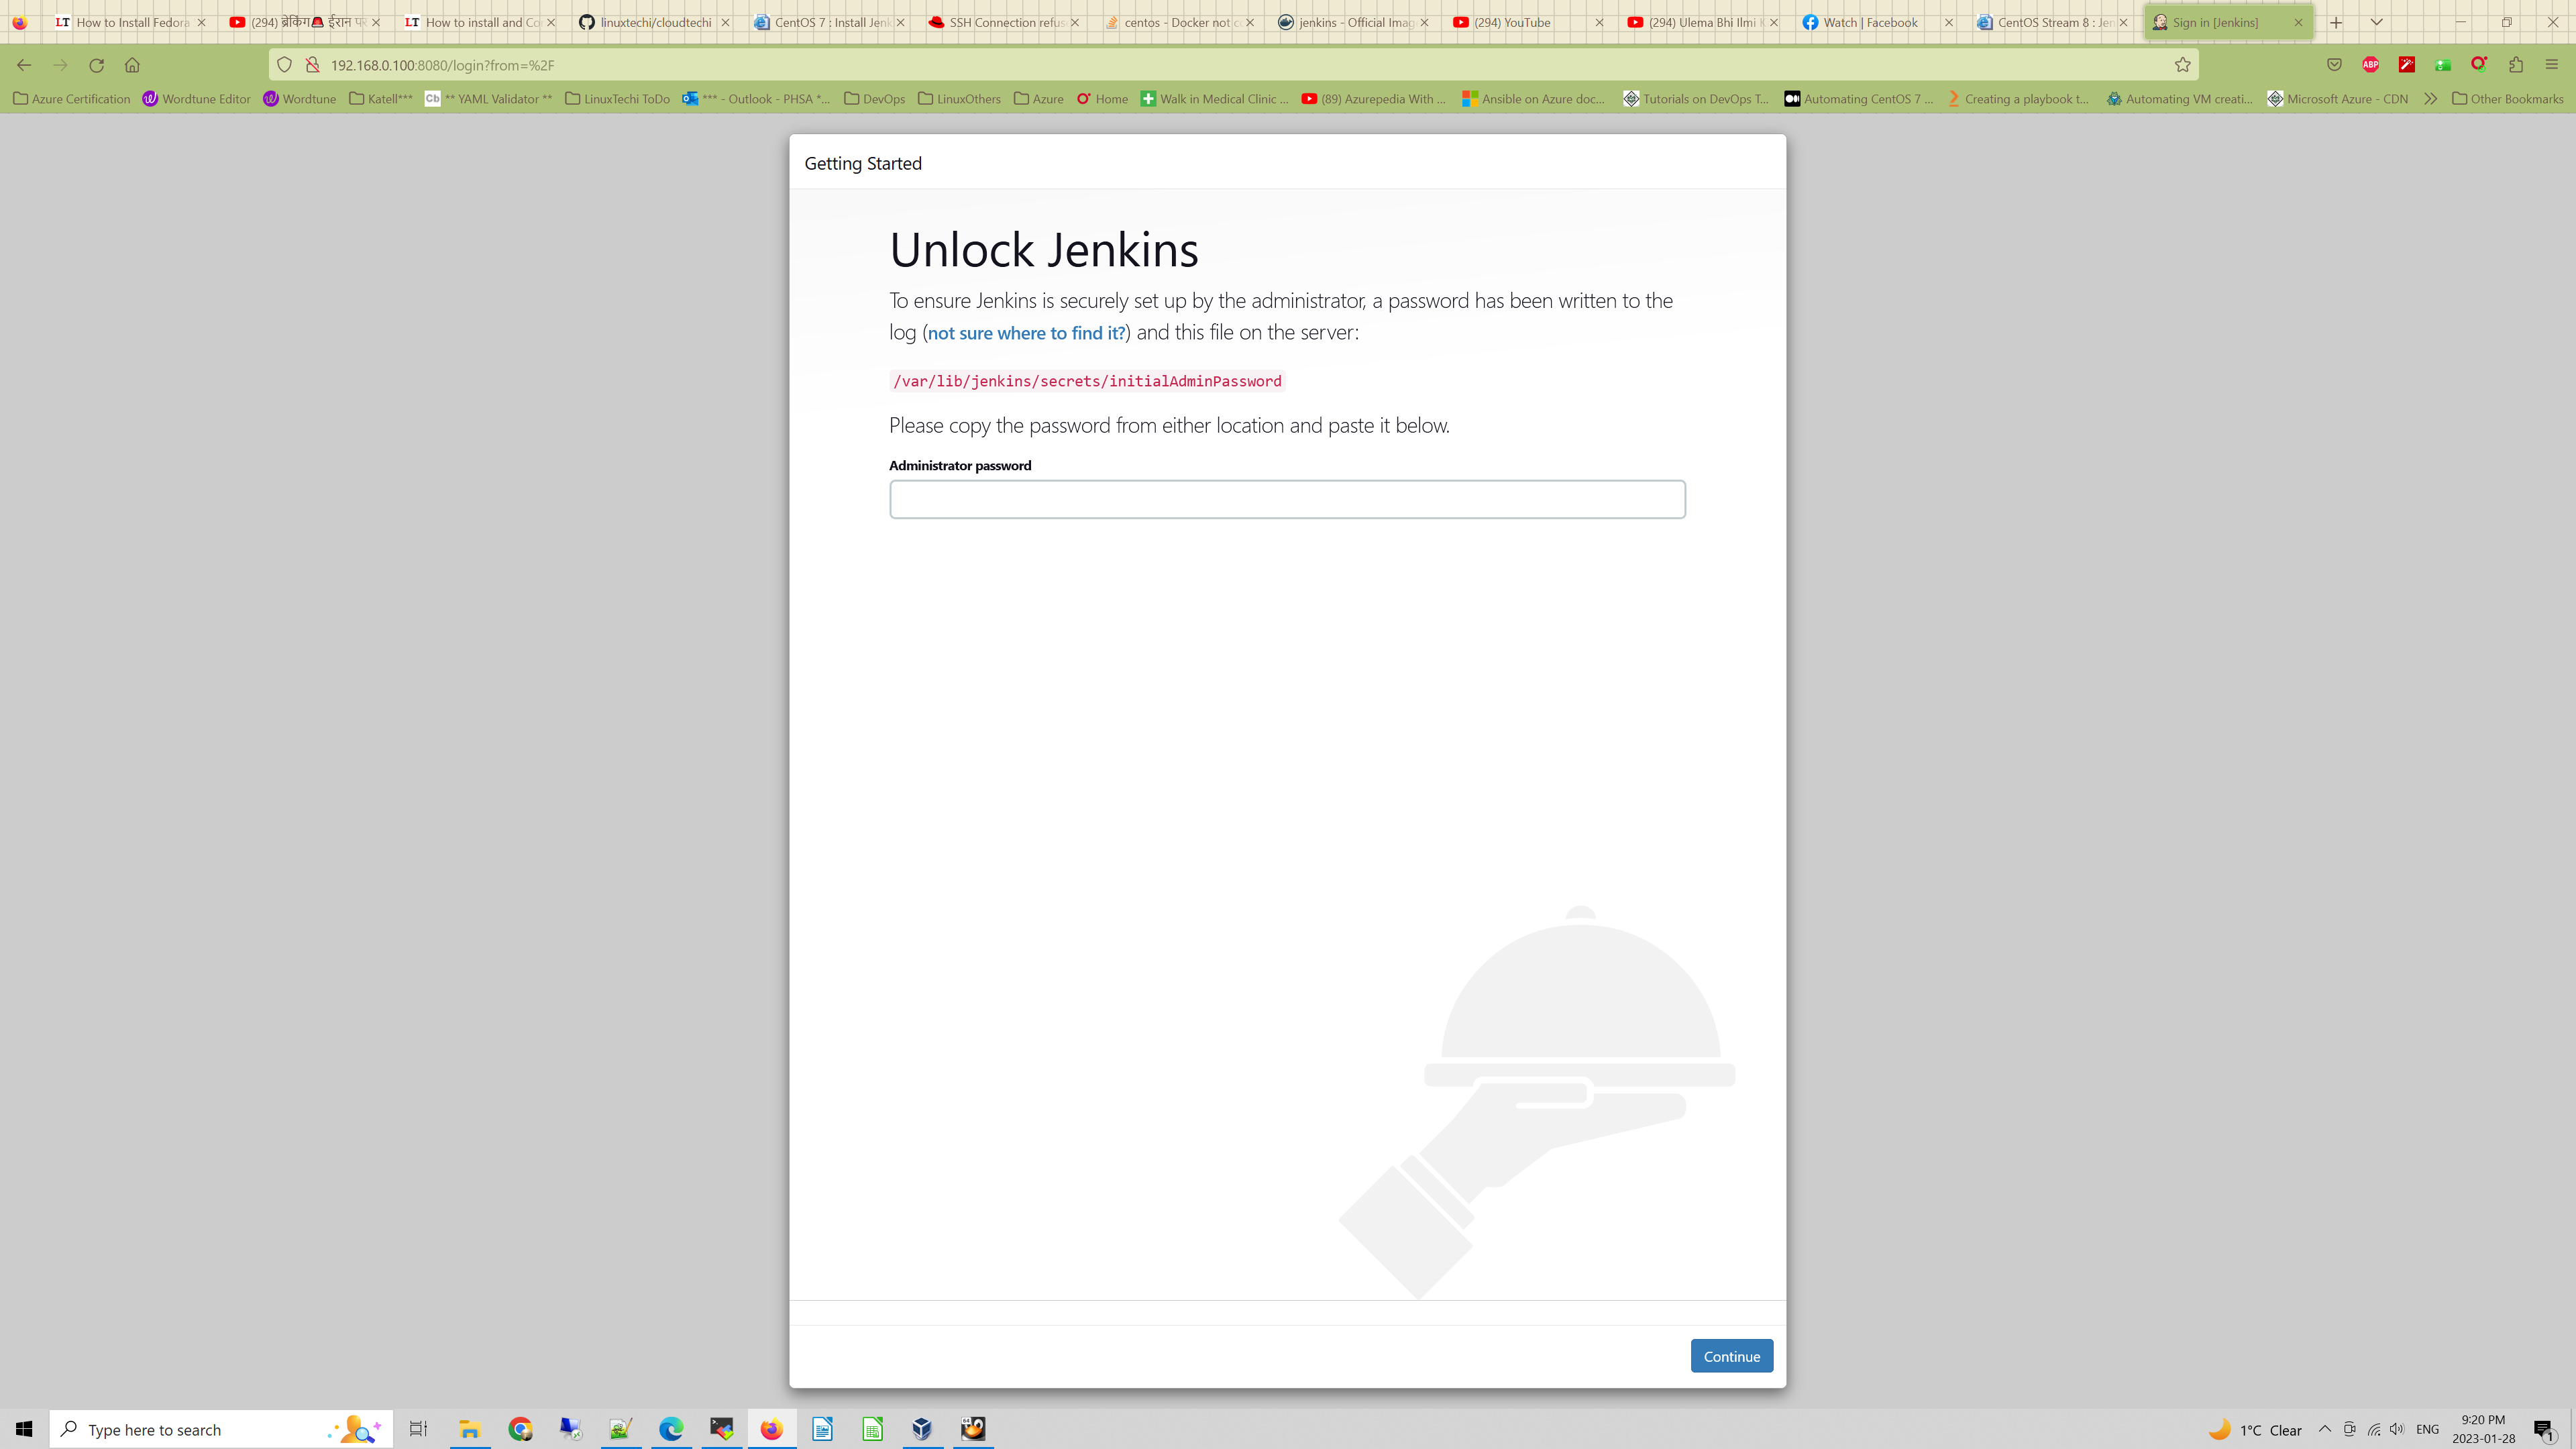 How to Install Fedora
(294) ब्रेकिंग🚨 ईरान पर
How to install and Co
linuxtechi/cloudtechi
CentOS 7 : Install Jenk
SSH Connection refus
centos - Docker not co
jenkins - Official Imag
(294) YouTube
(294) Ulema Bhi Ilmi K
Watch | Facebook
CentOS Stream 8 : Jen
Sign in [Jenkins]
192.168.0.100:8080/login?from=%2F
ABP
Azure Certification
Wordtune Editor
Wordtune
Katell***
Cb ** YAML Validator **
LinuxTechi ToDo
*** - Outlook - PHSA *...
DevOps
LinuxOthers
Azure
Home
Walk in Medical Clinic ...
(89) Azurepedia With ...
Ansible on Azure doc...
Tutorials on DevOps T...
Automating CentOS 7 ...
Creating a playbook t...
Automating VM creati...
Microsoft Azure - CDN
Other Bookmarks
Getting Started
Unlock Jenkins
To ensure Jenkins is securely set up by the administrator, a password has been written to the
log (not sure where to find it?) and this file on the server:
/var/lib/jenkins/secrets/initialAdminPassword
Please copy the password from either location and paste it below.
Administrator password
Continue
Type here to search
1°C Clear
ENG
9:20 PM
2023-01-28
1